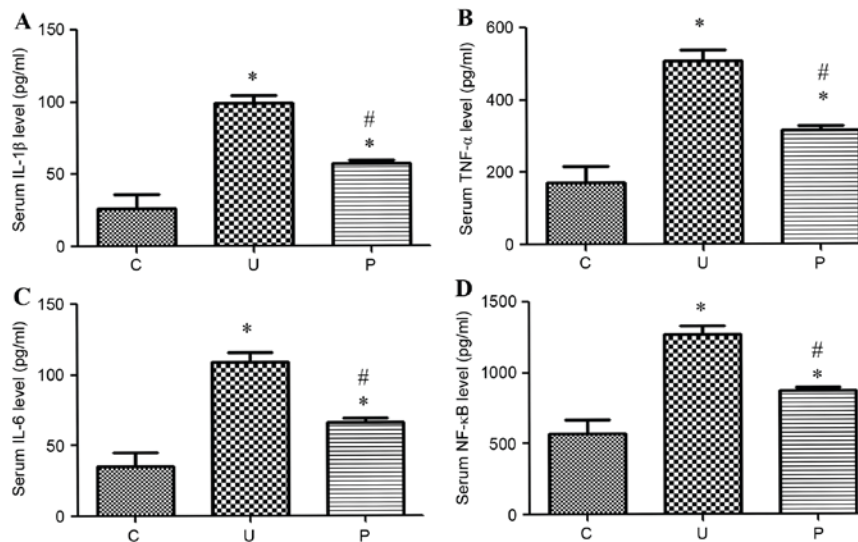 A
Serum IL-1β level (pg/ml)
150
100
50
0
*
#
*
C U P
B
Serum TNF-α level (pg/ml)
600
400
200
0
*
#
*
C U P
C
Serum IL-6 level (pg/ml)
150
100
50
0
*
#
*
C U P
D
Serum NF-κB level (pg/ml)
1500
1000
500
0
*
#
*
C U P